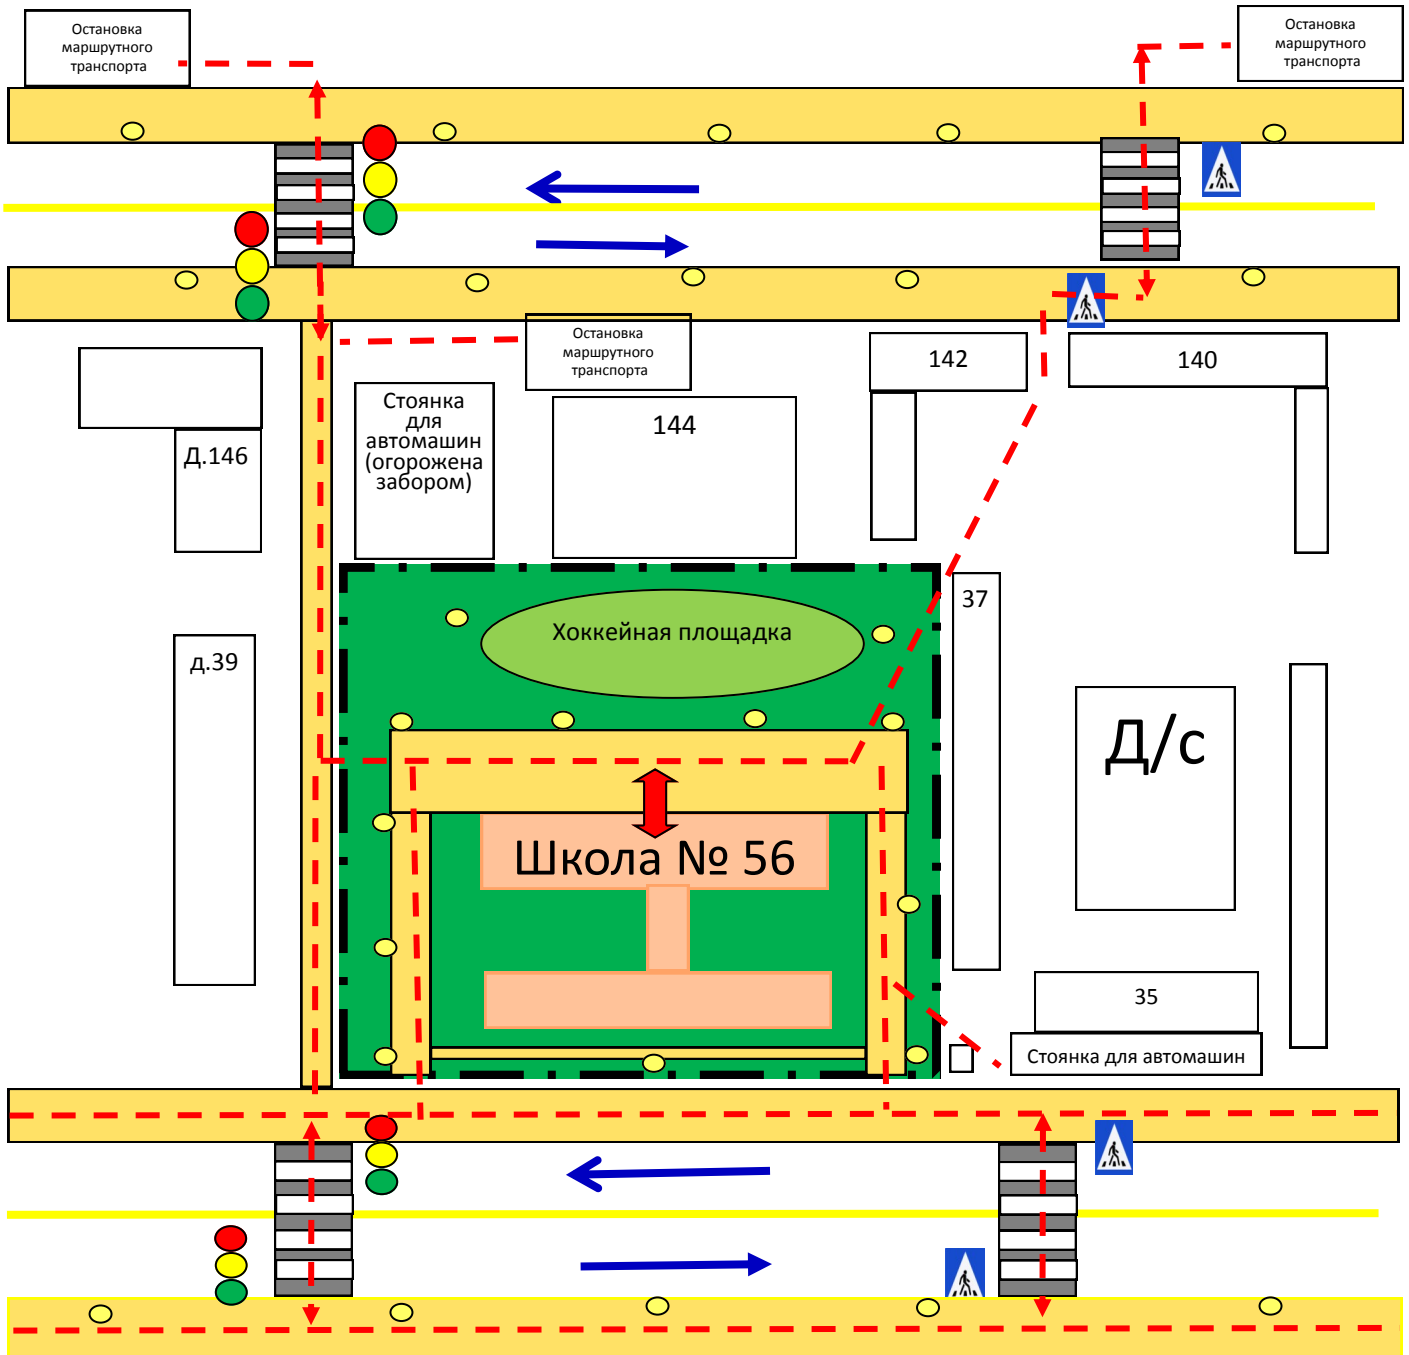 Остановка
маршрутного
транспорта
Остановка
маршрутного
транспорта
Остановка
маршрутного
транспорта
142
140
Стоянка
для
автомашин
(огорожена
забором)
144
Д.146
37
Хоккейная площадка
д.39
Д/с
Школа № 56
35
Стоянка для автомашин